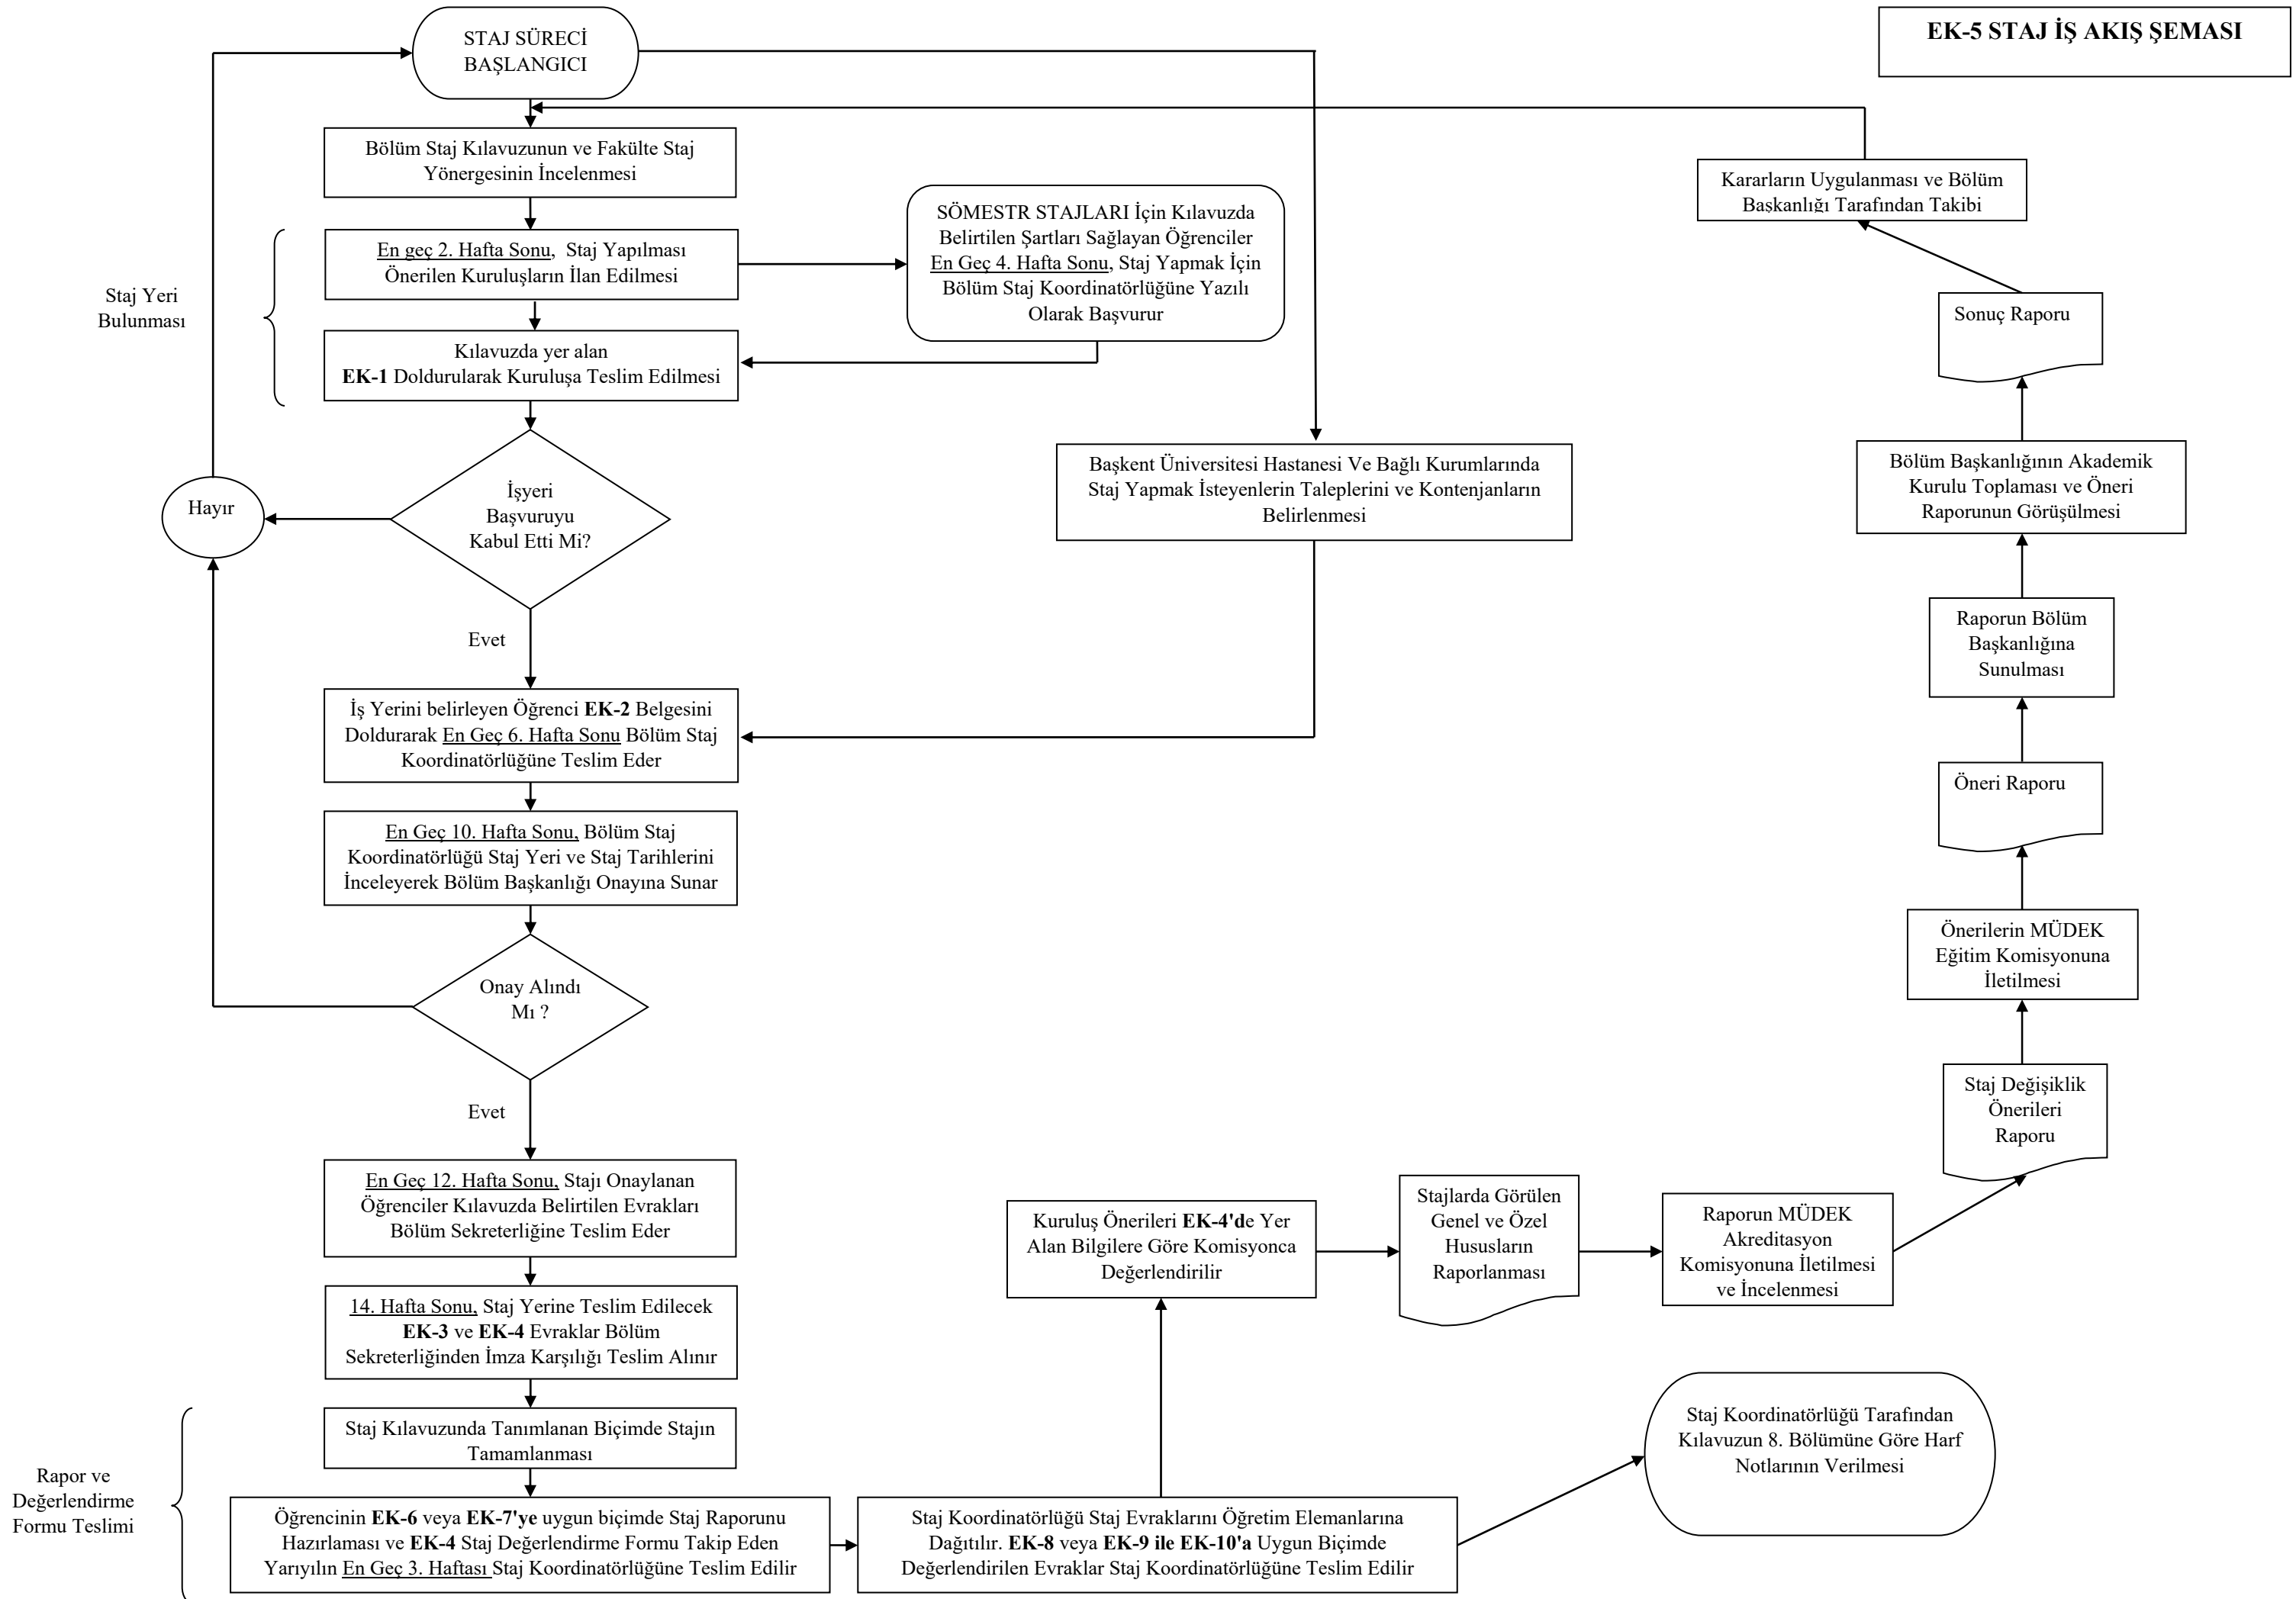 EK-5 STAJ İŞ AKIŞ ŞEMASI
STAJ SÜRECİ
BAŞLANGICI
Bölüm Staj Kılavuzunun ve Fakülte Staj
Yönergesinin İncelenmesi
Staj Yeri
Bulunması
En geç 2. Hafta Sonu, Staj Yapılması
Önerilen Kuruluşların İlan Edilmesi
SÖMESTR STAJLARI İçin Kılavuzda
Belirtilen Şartları Sağlayan Öğrenciler
En Geç 4. Hafta Sonu, Staj Yapmak İçin
Bölüm Staj Koordinatörlüğüne Yazılı
Olarak Başvurur
Kılavuzda yer alan
EK-1 Doldurularak Kuruluşa Teslim Edilmesi
İşyeri
Başvuruyu
Kabul Etti Mi?
Hayır
Evet
Başkent Üniversitesi Hastanesi Ve Bağlı Kurumlarında
Staj Yapmak İsteyenlerin Taleplerini ve Kontenjanların
Belirlenmesi
İş Yerini belirleyen Öğrenci EK-2 Belgesini
Doldurarak En Geç 6. Hafta Sonu Bölüm Staj
Koordinatörlüğüne Teslim Eder
En Geç 10. Hafta Sonu, Bölüm Staj
Koordinatörlüğü Staj Yeri ve Staj Tarihlerini
İnceleyerek Bölüm Başkanlığı Onayına Sunar
Onay Alındı
Mı ?
Evet
En Geç 12. Hafta Sonu, Stajı Onaylanan
Öğrenciler Kılavuzda Belirtilen Evrakları
Bölüm Sekreterliğine Teslim Eder
14. Hafta Sonu, Staj Yerine Teslim Edilecek
EK-3 ve EK-4 Evraklar Bölüm
Sekreterliğinden İmza Karşılığı Teslim Alınır
Rapor ve
Değerlendirme
Formu Teslimi
Staj Kılavuzunda Tanımlanan Biçimde Stajın
Tamamlanması
Öğrencinin EK-6 veya EK-7'ye uygun biçimde Staj Raporunu
Hazırlaması ve EK-4 Staj Değerlendirme Formu Takip Eden
Yarıyılın En Geç 3. Haftası Staj Koordinatörlüğüne Teslim Edilir
Staj Koordinatörlüğü Staj Evraklarını Öğretim Elemanlarına
Dağıtılır. EK-8 veya EK-9 ile EK-10'a Uygun Biçimde
Değerlendirilen Evraklar Staj Koordinatörlüğüne Teslim Edilir
Staj Koordinatörlüğü Tarafından
Kılavuzun 8. Bölümüne Göre Harf
Notlarının Verilmesi
Kuruluş Önerileri EK-4'de Yer
Alan Bilgilere Göre Komisyonca
Değerlendirilir
Stajlarda Görülen
Genel ve Özel
Hususların
Raporlanması
Raporun MÜDEK
Akreditasyon
Komisyonuna İletilmesi
ve İncelenmesi
Staj Değişiklik
Önerileri
Raporu
Önerilerin MÜDEK
Eğitim Komisyonuna
İletilmesi
Öneri Raporu
Raporun Bölüm
Başkanlığına
Sunulması
Bölüm Başkanlığının Akademik
Kurulu Toplaması ve Öneri
Raporunun Görüşülmesi
Sonuç Raporu
Kararların Uygulanması ve Bölüm
Başkanlığı Tarafından Takibi